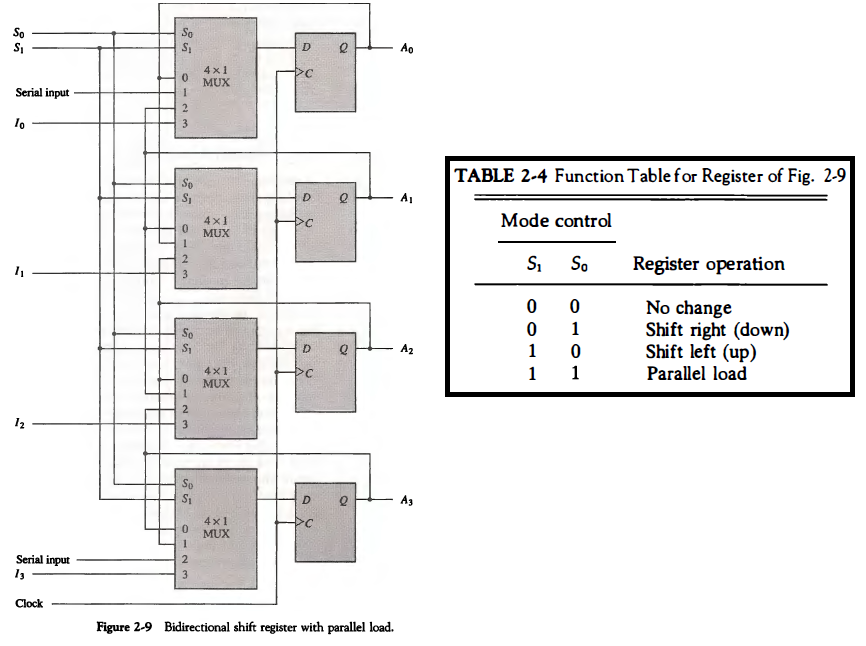 S0
S1
Serial input
I0
S0
S1
0
1
2
3
4 × 1
MUX
D Q
C
A0
I1
S0
S1
0
1
2
3
4 × 1
MUX
D Q
C
A1
I2
S0
S1
0
1
2
3
4 × 1
MUX
D Q
C
A2
Serial input
I3
S0
S1
0
1
2
3
4 × 1
MUX
D Q
C
A3
Clock
Figure 2-9 Bidirectional shift register with parallel load.
TABLE 2-4 Function Table for Register of Fig. 2-9
Mode control
S1 S0 Register operation
0 0 No change
0 1 Shift right (down)
1 0 Shift left (up)
1 1 Parallel load